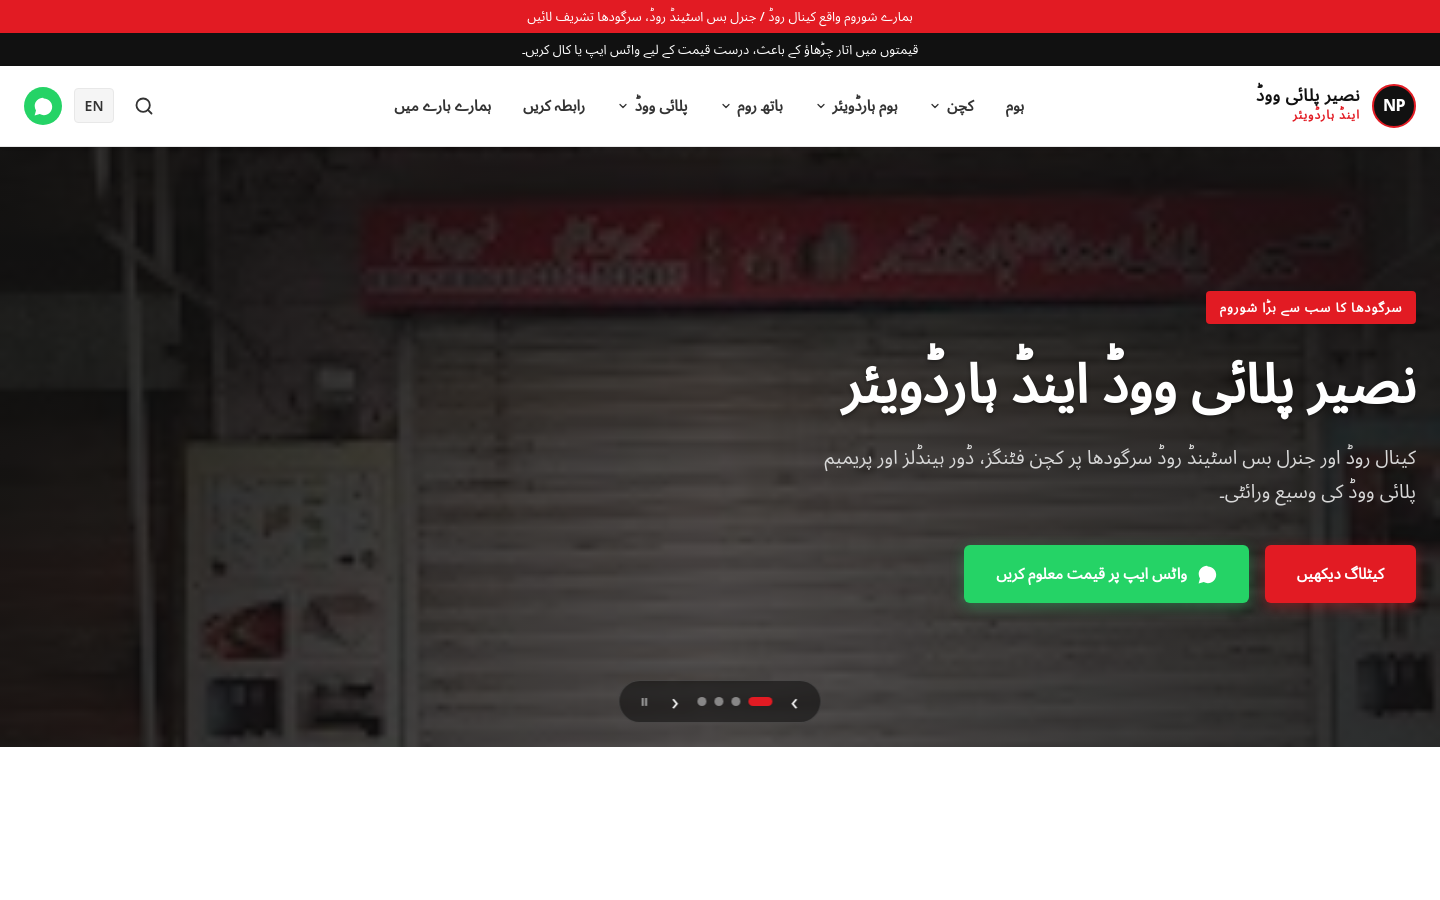 ہمارے شوروم واقع کینال روڈ / جنرل بس اسٹینڈ روڈ، سرگودھا تشریف لائیں
قیمتوں میں اتار چڑھاؤ کے باعث، درست قیمت کے لیے واٹس ایپ یا کال کریں۔
NP
نصیر پلائی ووڈ
اینڈ ہارڈویئر
ہوم
کچن
ہوم ہارڈویئر
باتھ روم
پلائی ووڈ
رابطہ کریں
ہمارے بارے میں
EN
سرگودھا کا سب سے بڑا شوروم
نصیر پلائی ووڈ اینڈ ہارڈویئر
کینال روڈ اور جنرل بس اسٹینڈ روڈ سرگودھا پر کچن فٹنگز، ڈور ہینڈلز اور پریمیم
پلائی ووڈ کی وسیع ورائٹی۔
کیٹلاگ دیکھیں
واٹس ایپ پر قیمت معلوم کریں